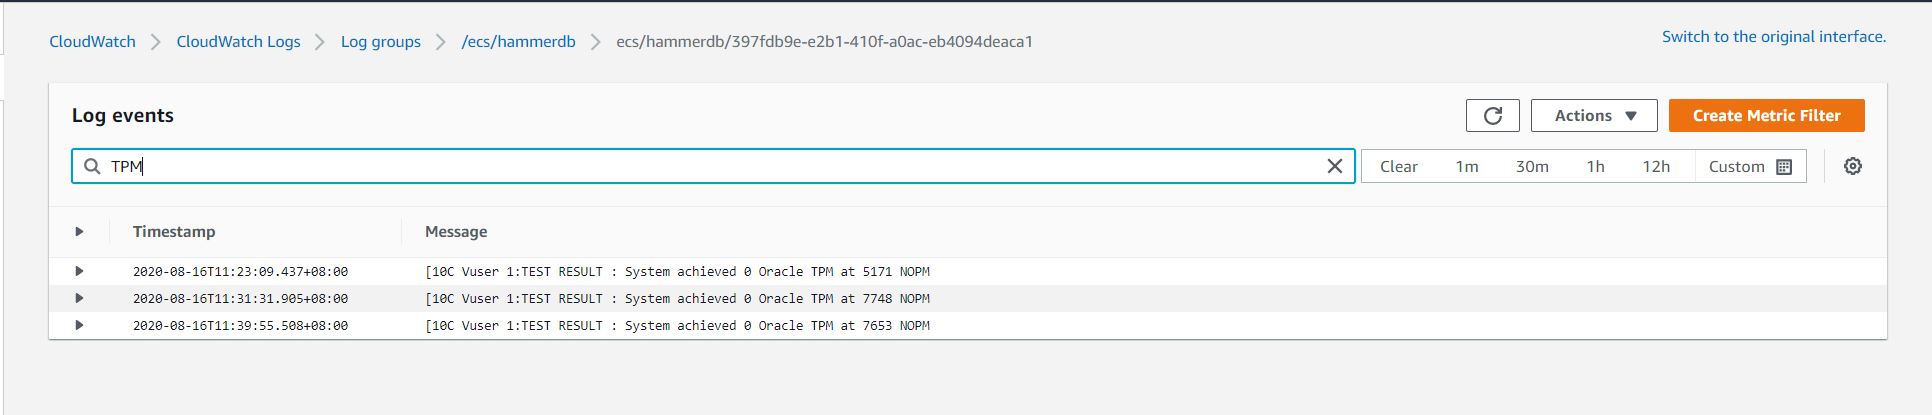 CloudWatch > CloudWatch Logs > Log groups > /ecs/hammerdb > ecs/hammerdb/397fdb9e-e2b1-410f-a0ac-eb4094deaca1
Switch to the original interface.
Log events
Actions
Create Metric Filter
TPM
Clear 1m 30m 1h 12h Custom
Timestamp Message
2020-08-16T11:23:09.437+08:00 [10C Vuser 1:TEST RESULT : System achieved 0 Oracle TPM at 5171 NOPM
2020-08-16T11:31:31.905+08:00 [10C Vuser 1:TEST RESULT : System achieved 0 Oracle TPM at 7748 NOPM
2020-08-16T11:39:55.508+08:00 [10C Vuser 1:TEST RESULT : System achieved 0 Oracle TPM at 7653 NOPM